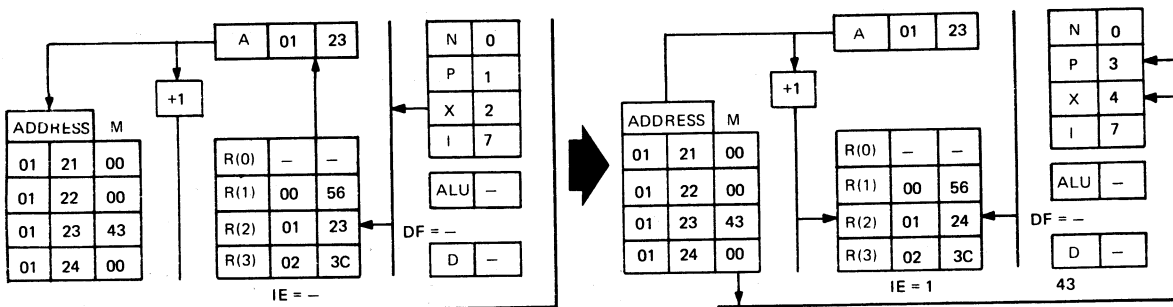 A 01 23
+1
N 0
P 1
X 2
I 7
ADDRESS M
01 21 00
01 22 00
01 23 43
01 24 00
R(0) – –
R(1) 00 56
R(2) 01 23
R(3) 02 3C
ALU –
DF = –
D –
IE = –
A 01 23
+1
N 0
P 3
X 4
I 7
ADDRESS M
01 21 00
01 22 00
01 23 43
01 24 00
R(0) – –
R(1) 00 56
R(2) 01 24
R(3) 02 3C
ALU –
DF = –
D –
IE = 1
43